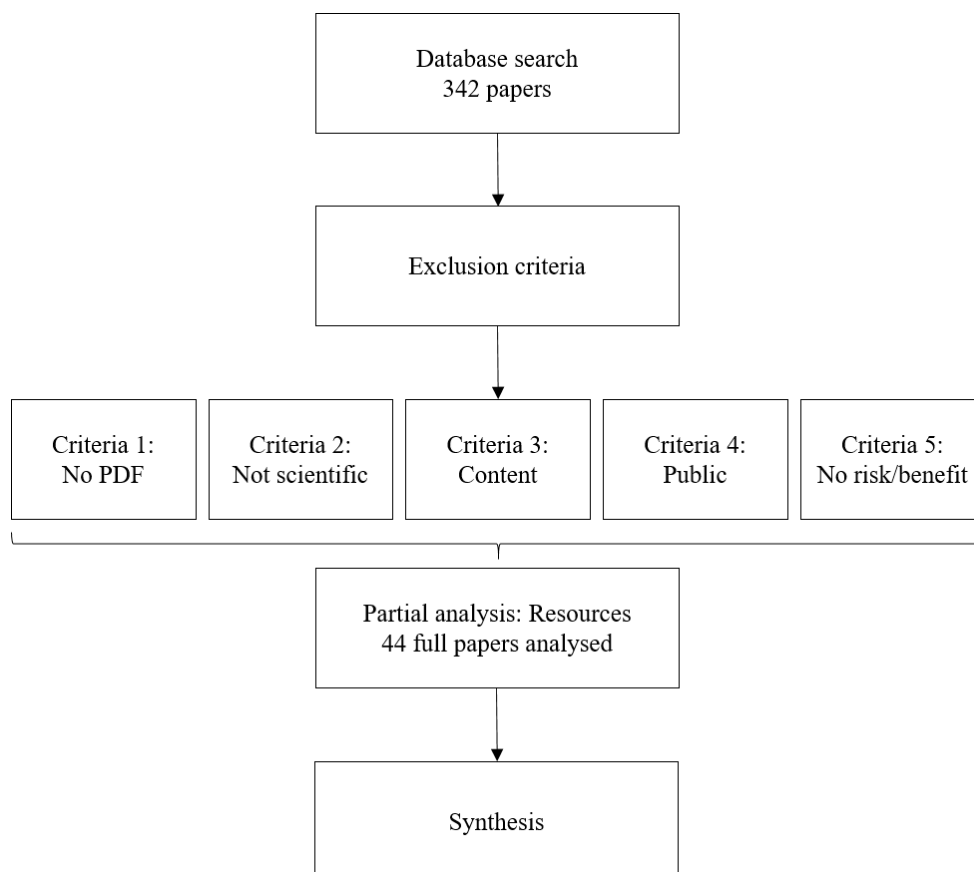 Database search
342 papers
Exclusion criteria
Criteria 1:
No PDF
Criteria 2:
Not scientific
Criteria 3:
Content
Criteria 4:
Public
Criteria 5:
No risk/benefit
Partial analysis: Resources
44 full papers analysed
Synthesis